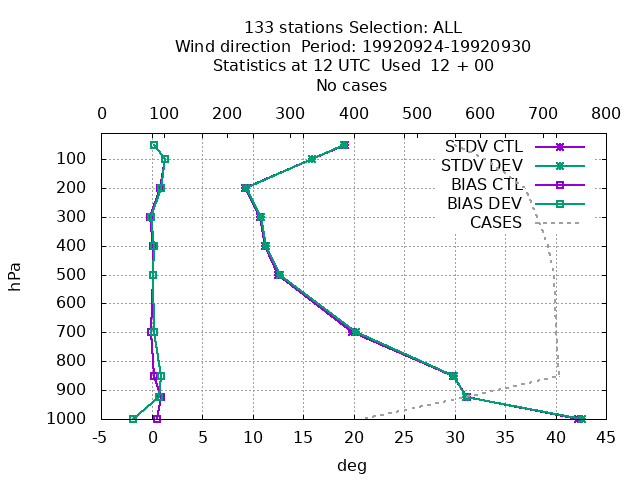 133 stations Selection: ALL
Wind direction  Period: 19920924-19920930
Statistics at 12 UTC  Used  12 + 00
No cases
0 100 200 300 400 500 600 700 800
STDV CTL
STDV DEV
BIAS CTL
BIAS DEV
CASES
hPa
100
200
300
400
500
600
700
800
900
1000
-5 0 5 10 15 20 25 30 35 40 45
deg